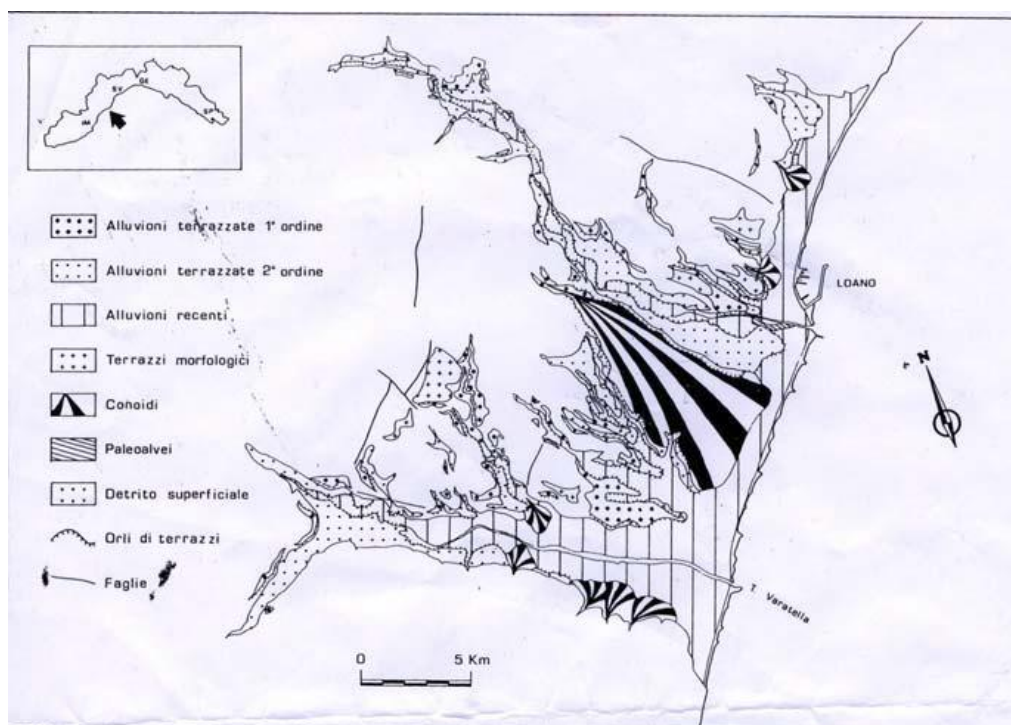 GE
SV
IM
SP
Alluvioni terrazzate 1° ordine
Alluvioni terrazzate 2° ordine
Alluvioni recenti
Terrazzi morfologici
Conoidi
Paleoalvei
Detrito superficiale
Orli di terrazzi
Faglie
LOANO
N
T. Varatella
0 5 Km